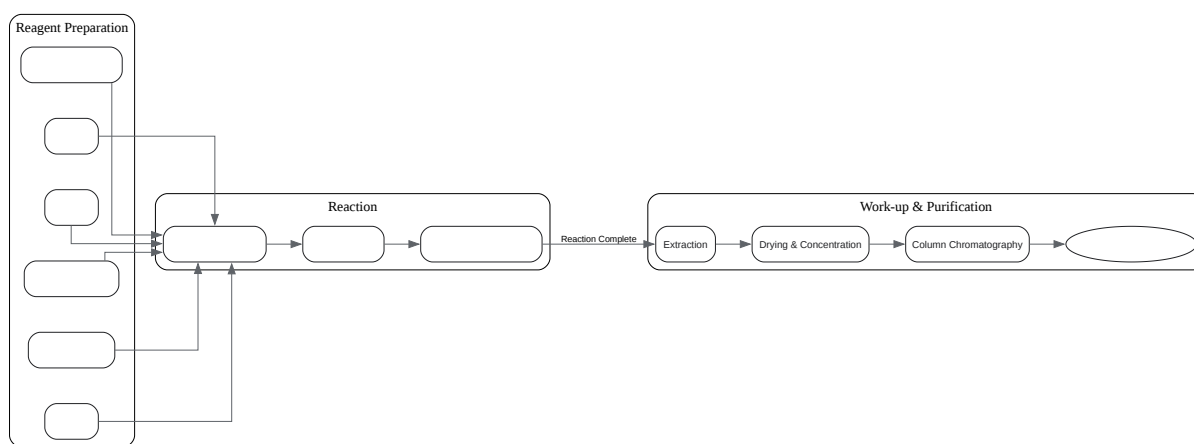 Reagent Preparation
Reaction
Reaction Complete
Work-up & Purification
Extraction
Drying & Concentration
Column Chromatography